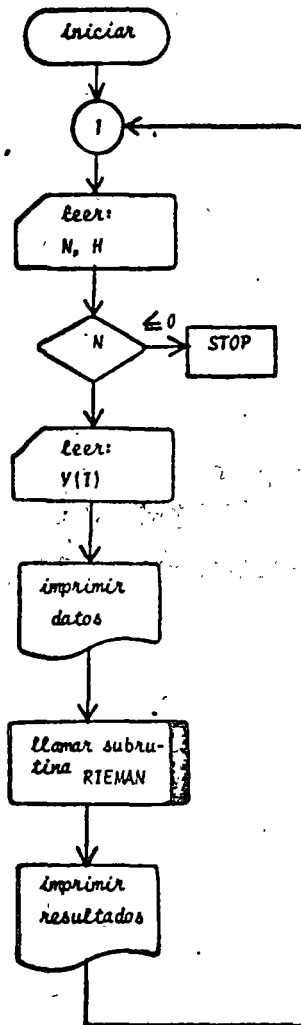 iniciar
1
leer:
N, H
N
≤ 0
STOP
leer:
Y(I)
imprimir
datos
llamar subru-
tina RIEMAN
imprimir
resultados